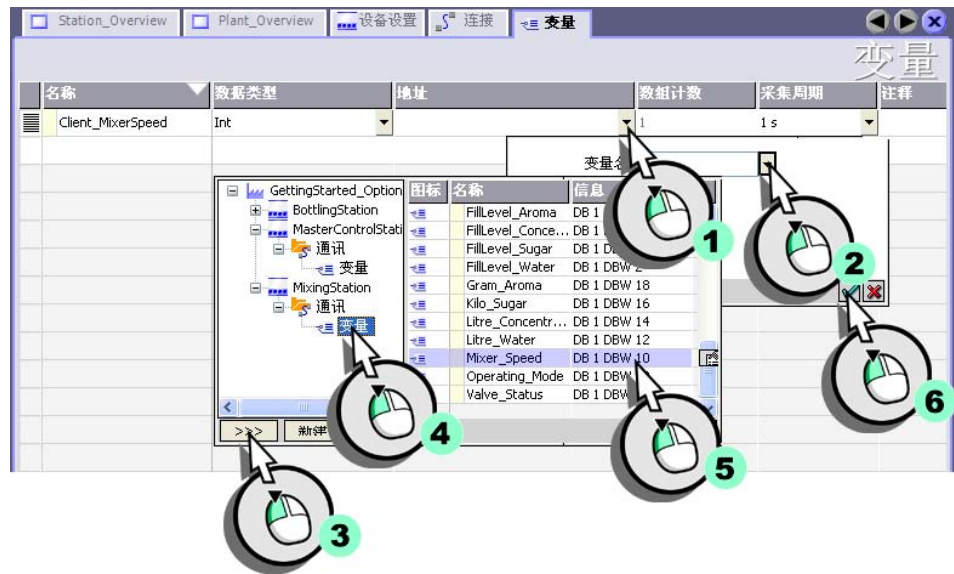 Station_Overview Plant_Overview 设备设置 连接 变量
变量
名称 数据类型 地址 数组计数 采集周期 注释
Client_MixerSpeed Int 1 1 s
变量名
GettingStarted_Option
BottlingStation
MasterControlStati
通讯
变量
MixingStation
通讯
变量
图标 名称 信息
FillLevel_Aroma DB 1
FillLevel_Conce... DB 1
FillLevel_Sugar DB 1
FillLevel_Water DB 1 DBW 2
Gram_Aroma DB 1 DBW 18
Kilo_Sugar DB 1 DBW 16
Litre_Concentr... DB 1 DBW 14
Litre_Water DB 1 DBW 12
Mixer_Speed DB 1 DBW 10
Operating_Mode DB 1 DBW
Valve_Status DB 1 DBW
>>> 新建
1
2
6
4
5
3